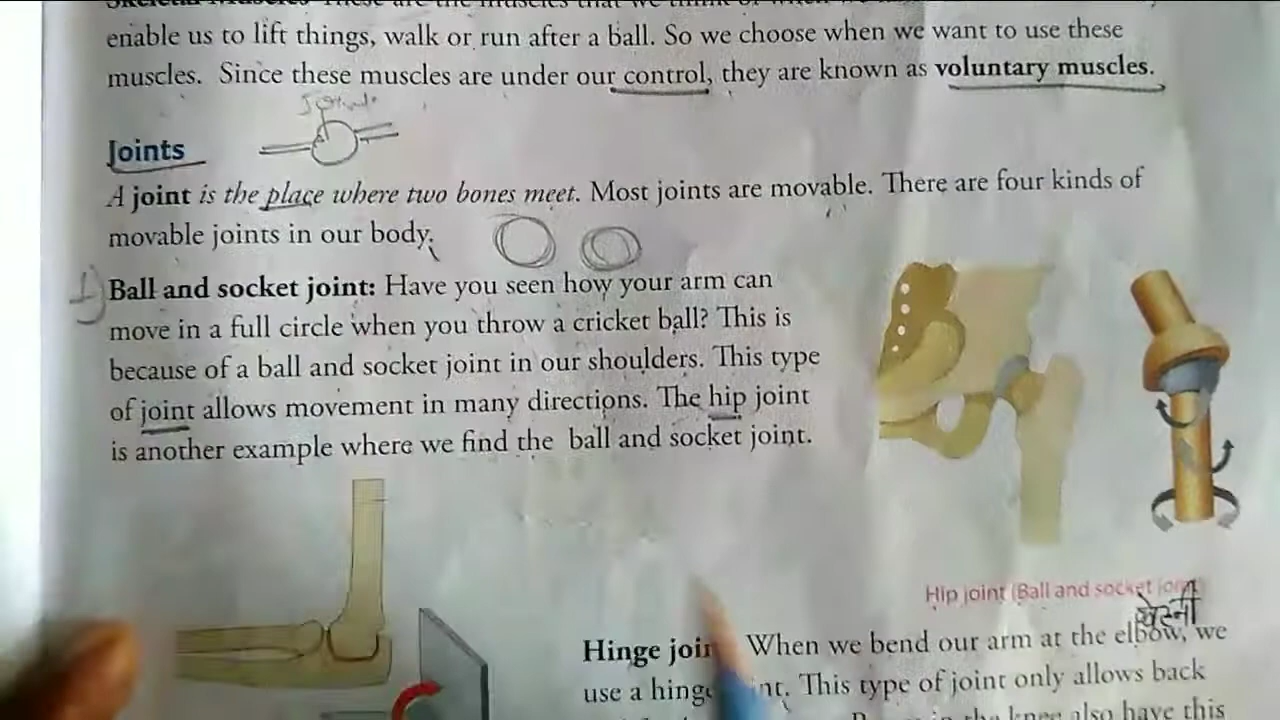 enable us to lift things, walk or run after a ball. So we choose when we want to use these
muscles. Since these muscles are under our control, they are known as voluntary muscles.
Joints
A joint is the place where two bones meet. Most joints are movable. There are four kinds of
movable joints in our body.
1)
Ball and socket joint: Have you seen how your arm can
move in a full circle when you throw a cricket ball? This is
because of a ball and socket joint in our shoulders. This type
of joint allows movement in many directions. The hip joint
is another example where we find the ball and socket joint.
Hip joint (Ball and socket
Hinge When we bend our arm at the elbow, we
use a This type of joint only allows back
the knee also have this